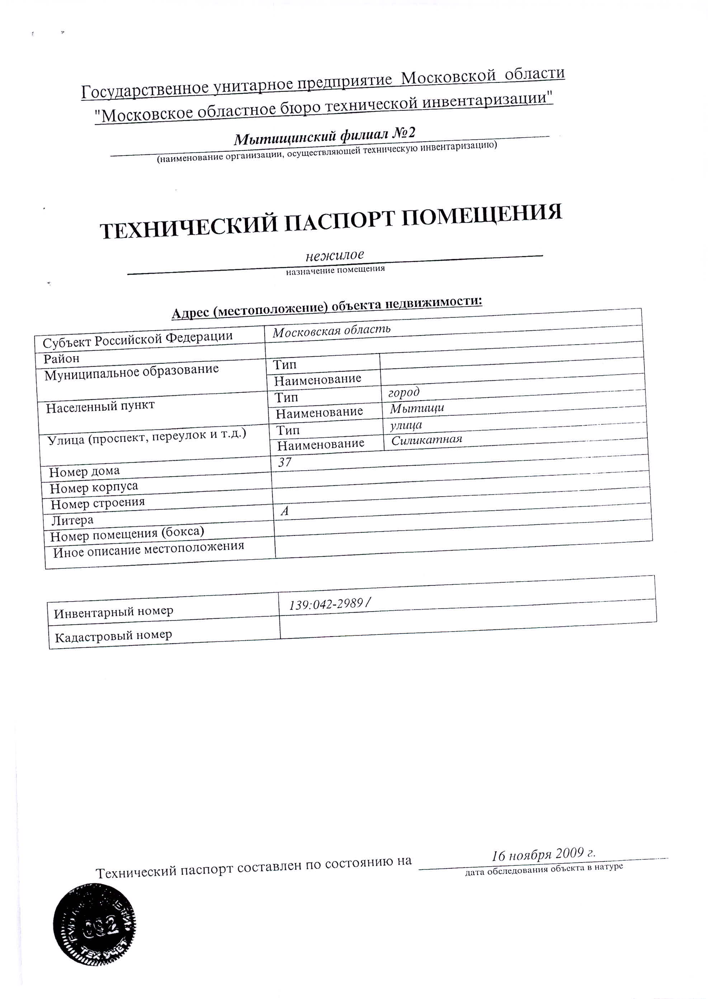 Государственное унитарное предприятие Московской области
"Московское областное бюро технической инвентаризации"
Мытищинский филиал №2
(наименование организации, осуществляющей техническую инвентаризацию)
ТЕХНИЧЕСКИЙ ПАСПОРТ ПОМЕЩЕНИЯ
нежилое
назначение помещения
Адрес (местоположение) объекта недвижимости:
Субъект Российской Федерации Московская область
Район
Муниципальное образование Тип
Наименование
Населенный пункт Тип город
Наименование Мытищи
Улица (проспект, переулок и т.д.) Тип улица
Наименование Силикатная
Номер дома 37
Номер корпуса
Номер строения
Литера А
Номер помещения (бокса)
Иное описание местоположения
Инвентарный номер 139:042-2989 /
Кадастровый номер
Технический паспорт составлен по состоянию на 16 ноября 2009 г.
дата обследования объекта в натуре
ТЕХ УЧЕТ